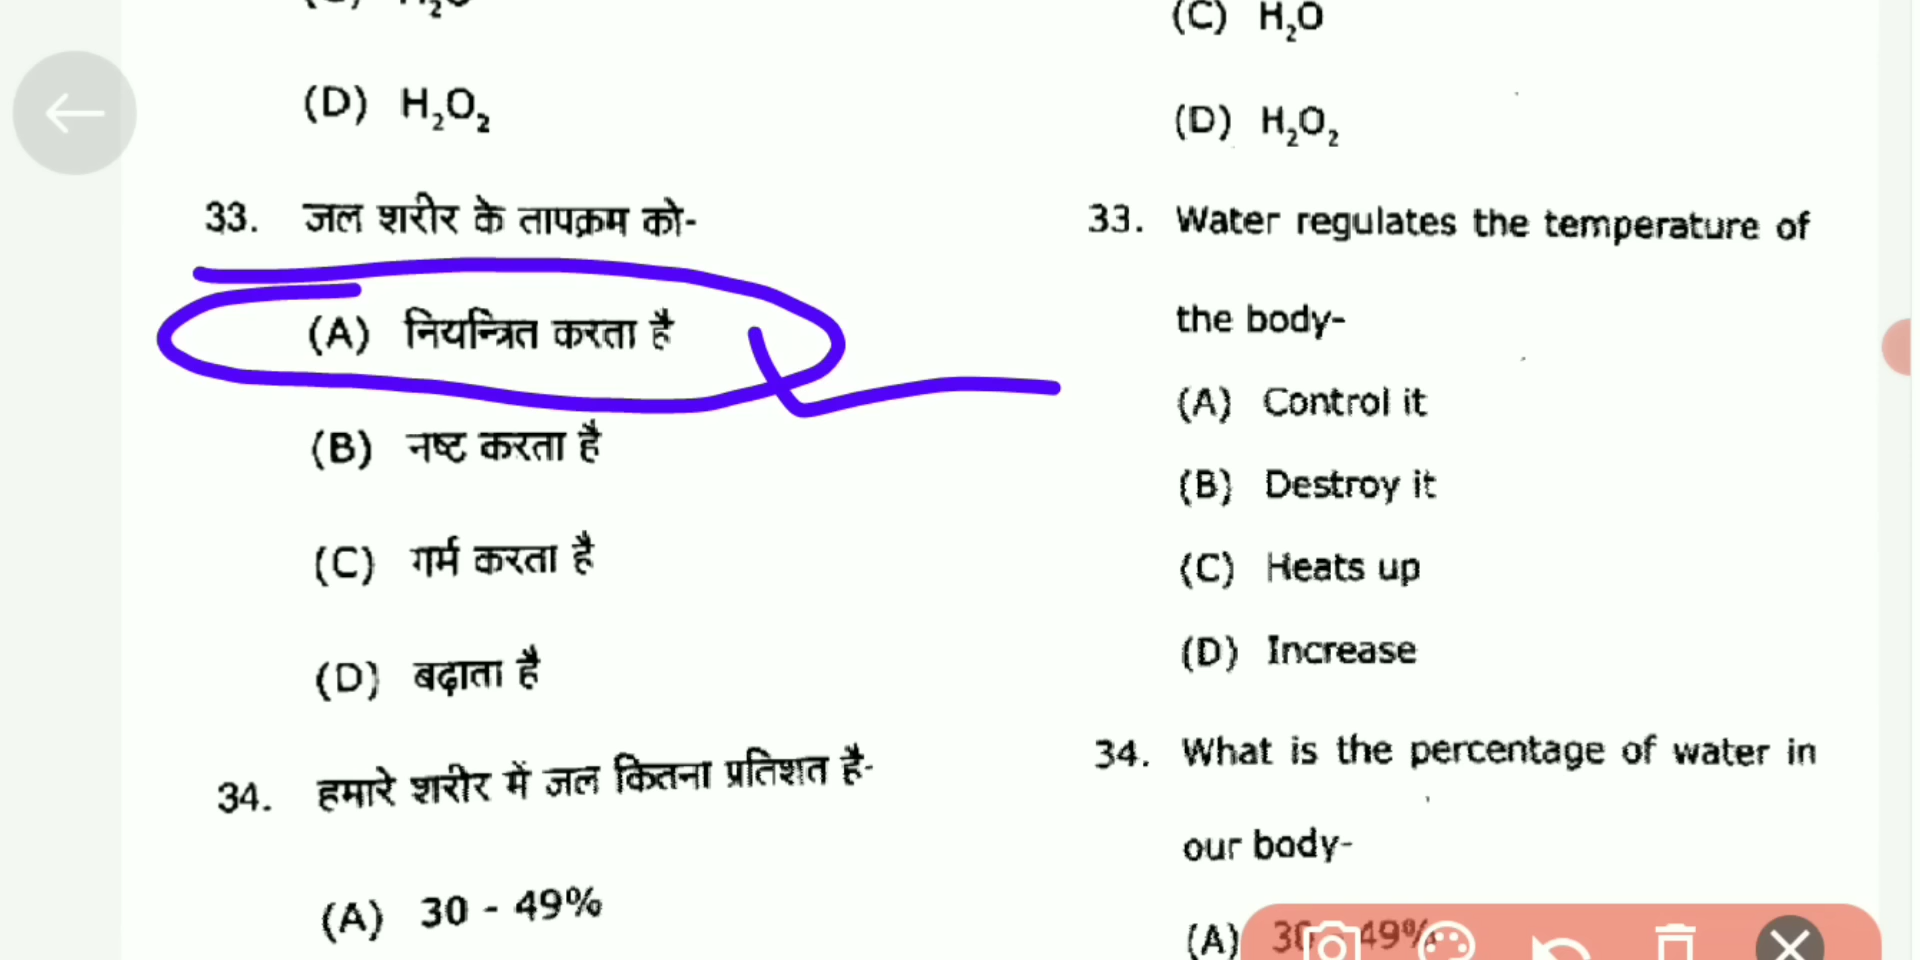 (D) H₂O₂
33. जल शरीर के तापक्रम को-
(A) नियन्त्रित करता है
(B) नष्ट करता है
(C) गर्म करता है
(D) बढ़ाता है
34. हमारे शरीर में जल कितना प्रतिशत है-
(A) 30 - 49%
(C) H₂O
(D) H₂O₂
33. Water regulates the temperature of
the body-
(A) Control it
(B) Destroy it
(C) Heats up
(D) Increase
34. What is the percentage of water in
our body-
(A) 30 - 49%